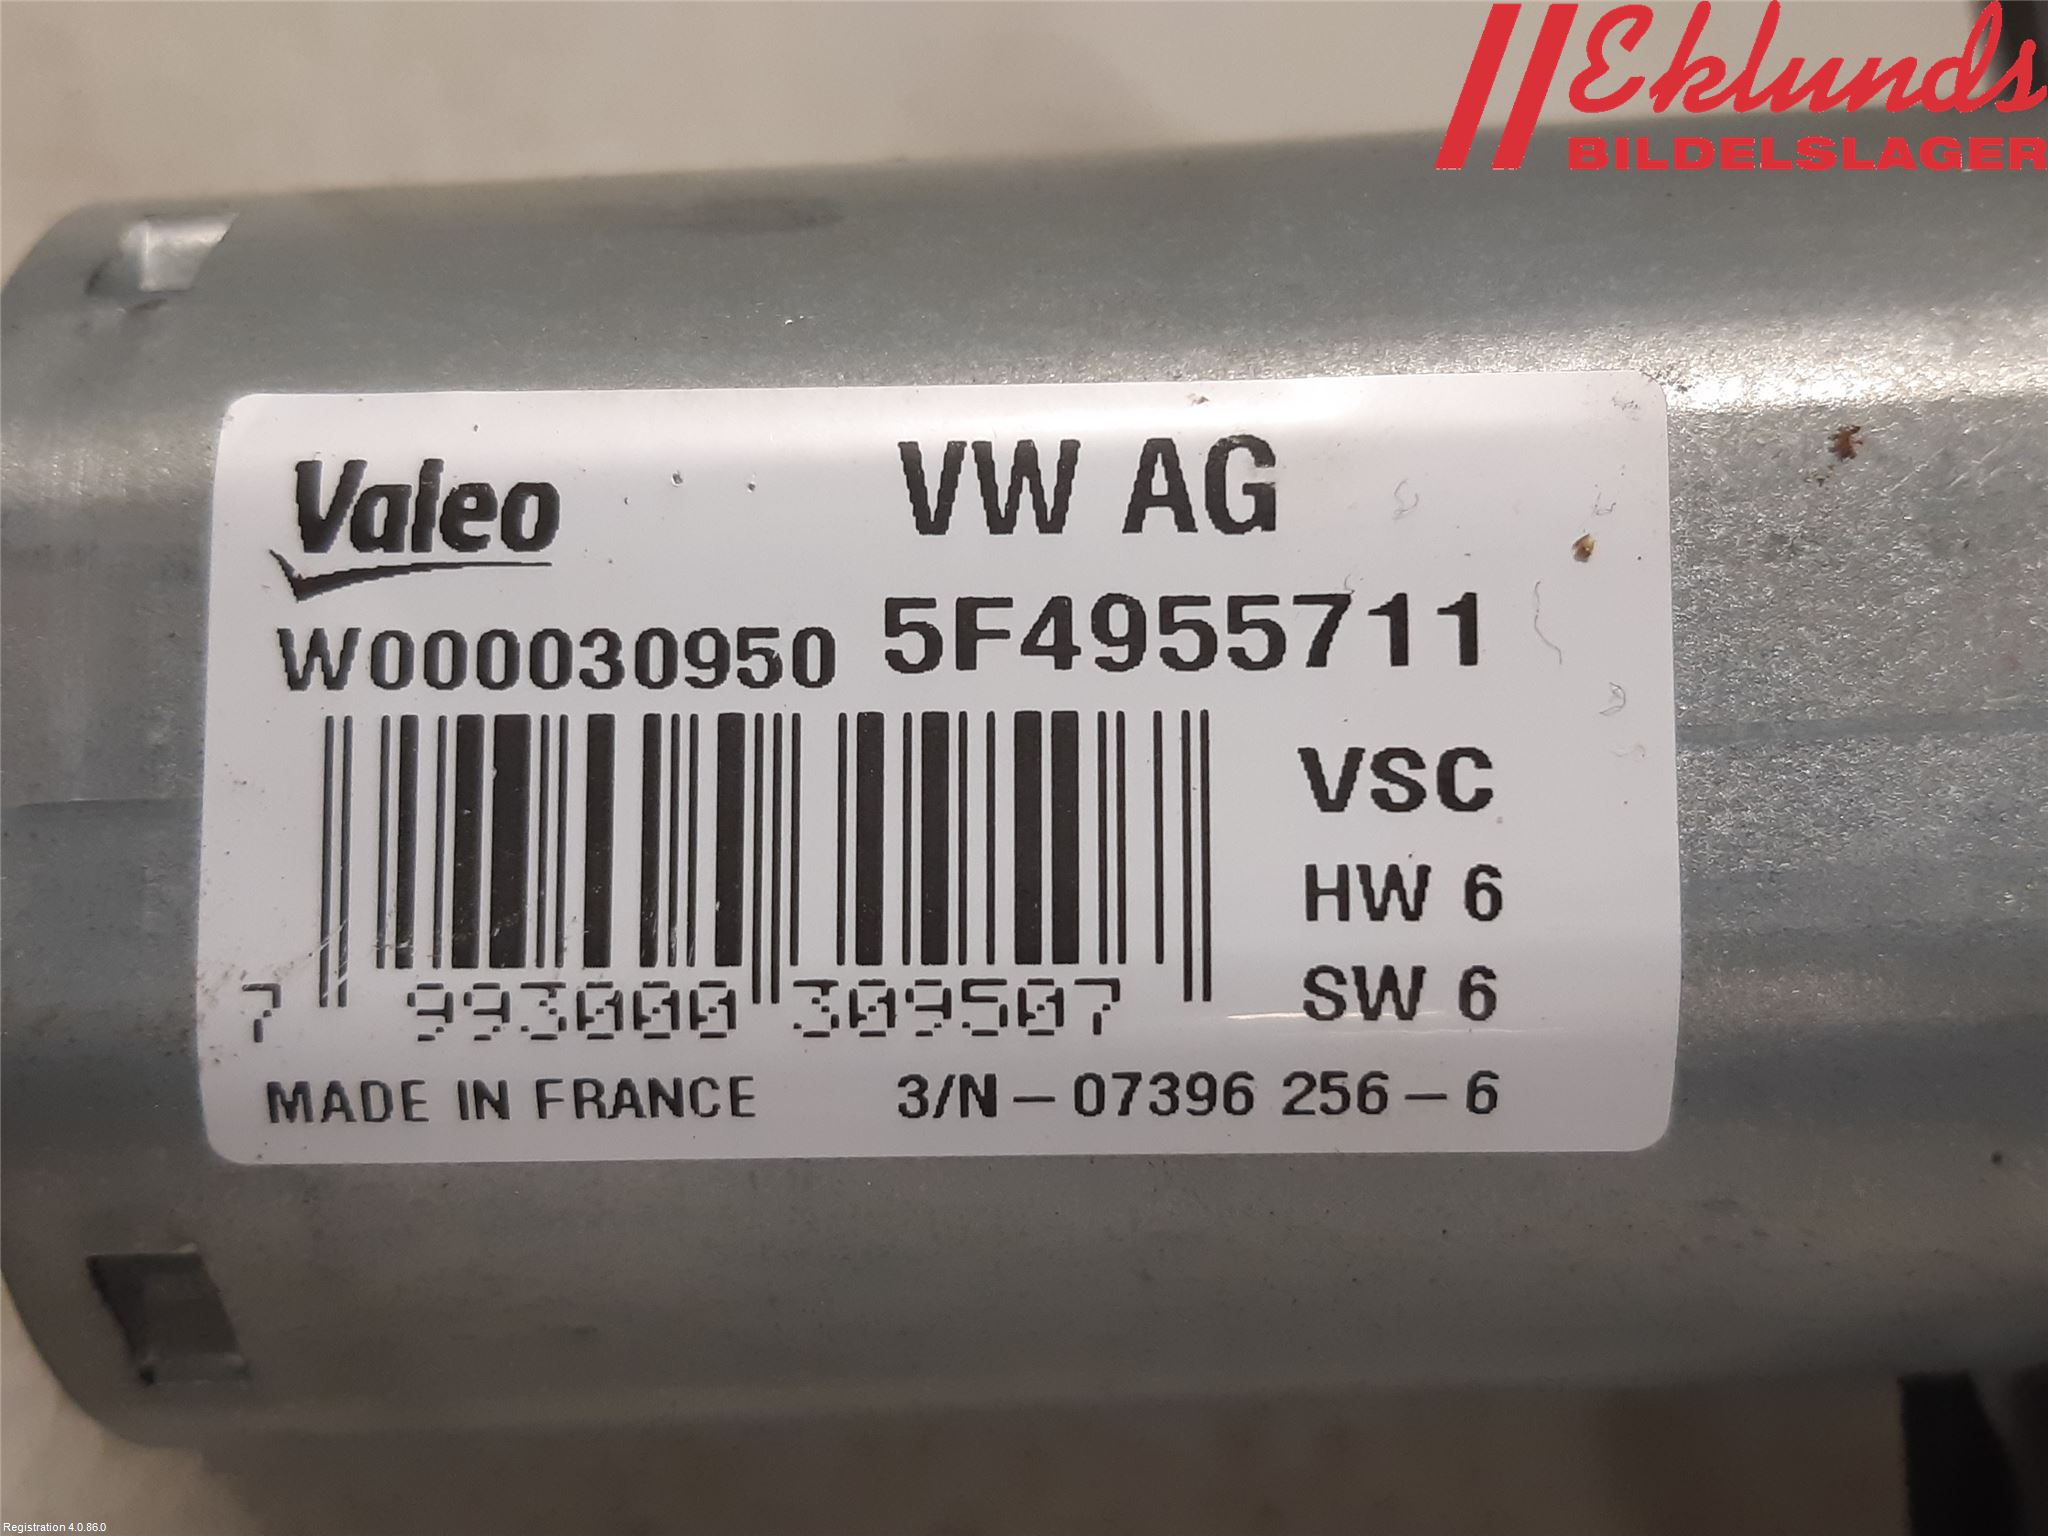 Eklunds
BILDELSLAGER
Valeo
VW AG
W000030950
5F4955711
VSC
HW 6
SW 6
7 993000 309507
MADE IN FRANCE
3/N-07396 256-6
Registration 4.0.86.0